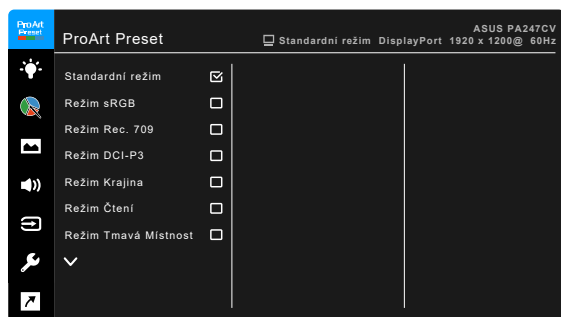 ProArt
Preset
ProArt Preset
ASUS PA247CV
Standardní režim DisplayPort 1920 x 1200@ 60Hz
Standardní režim
Režim sRGB
Režim Rec. 709
Režim DCI-P3
Režim Krajina
Režim Čtení
Režim Tmavá Místnost